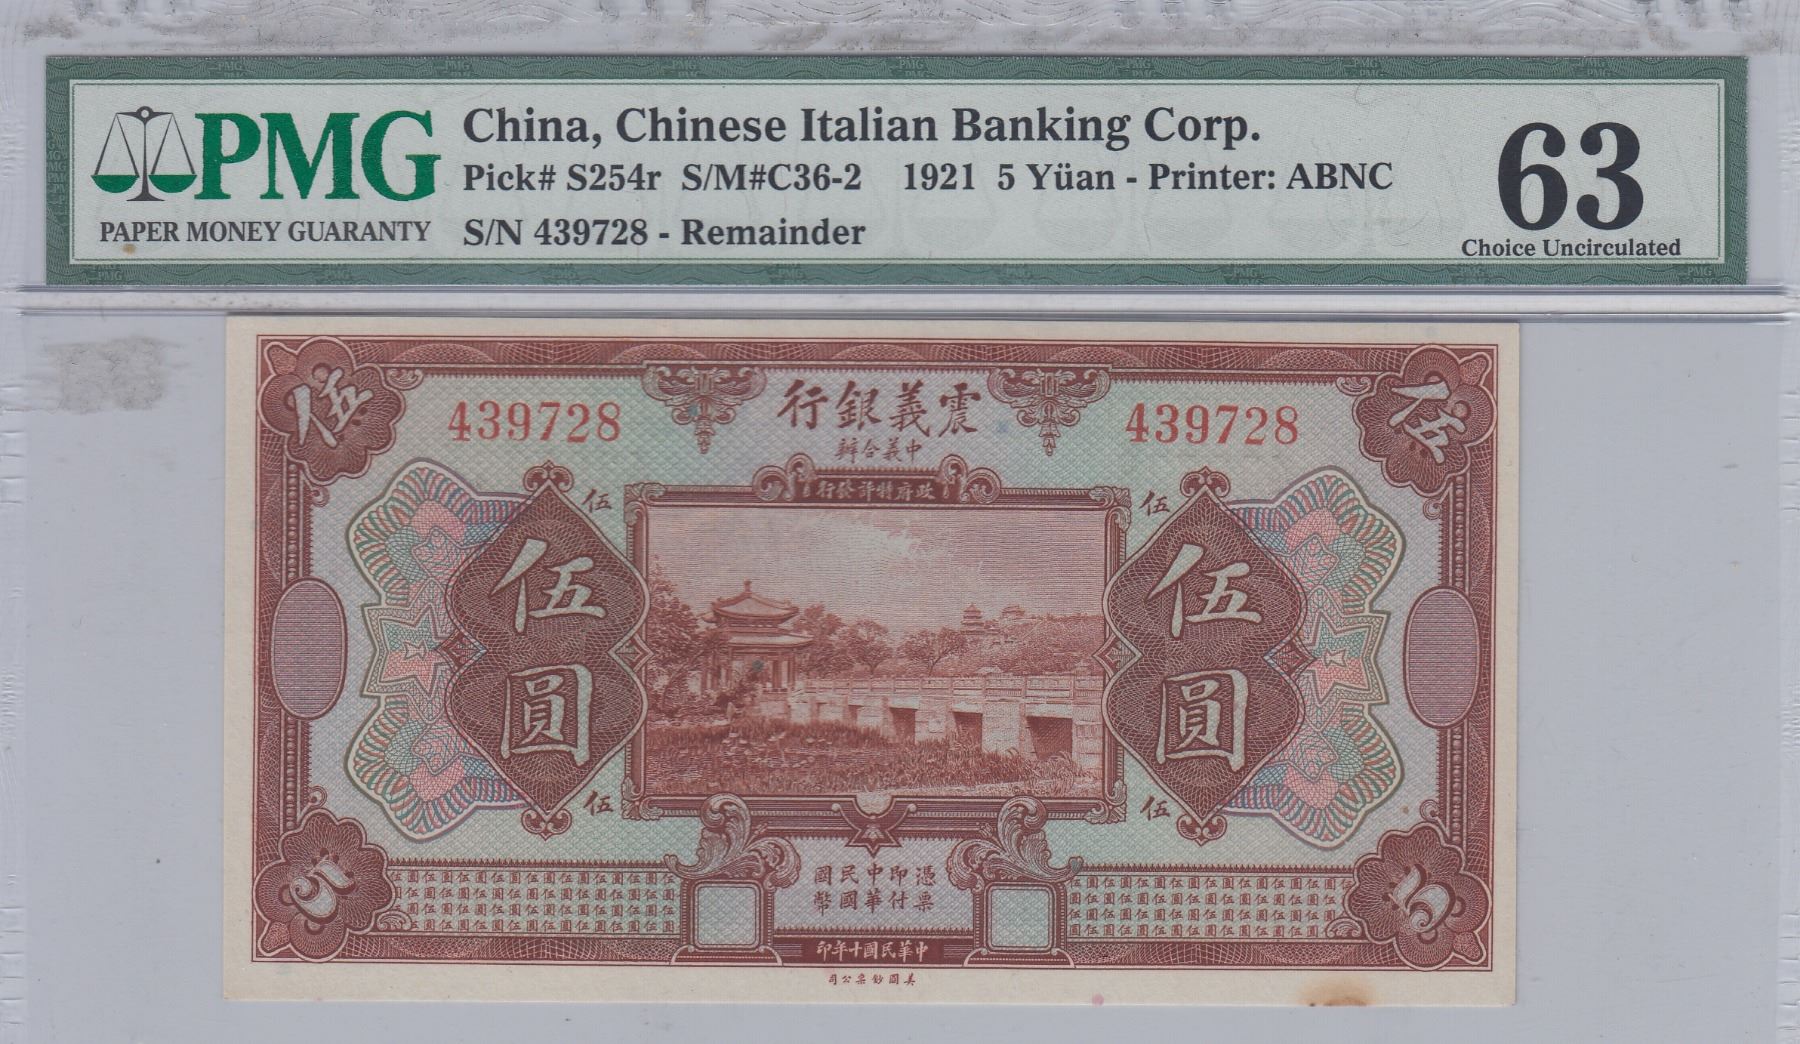 PMG
PAPER MONEY GUARANTY
China, Chinese Italian Banking Corp.
Pick# S254r S/M#C36-2 1921 5 Yüan - Printer: ABNC
S/N 439728 - Remainder
63
Choice Uncirculated
伍
行銀義震
伍
439728
439728
辦合義中
行發許特府政
伍
伍
伍圓
伍圓
伍
伍
國民中即憑
幣國華付票
5
5
印年十國民華中
司公票鈔國美